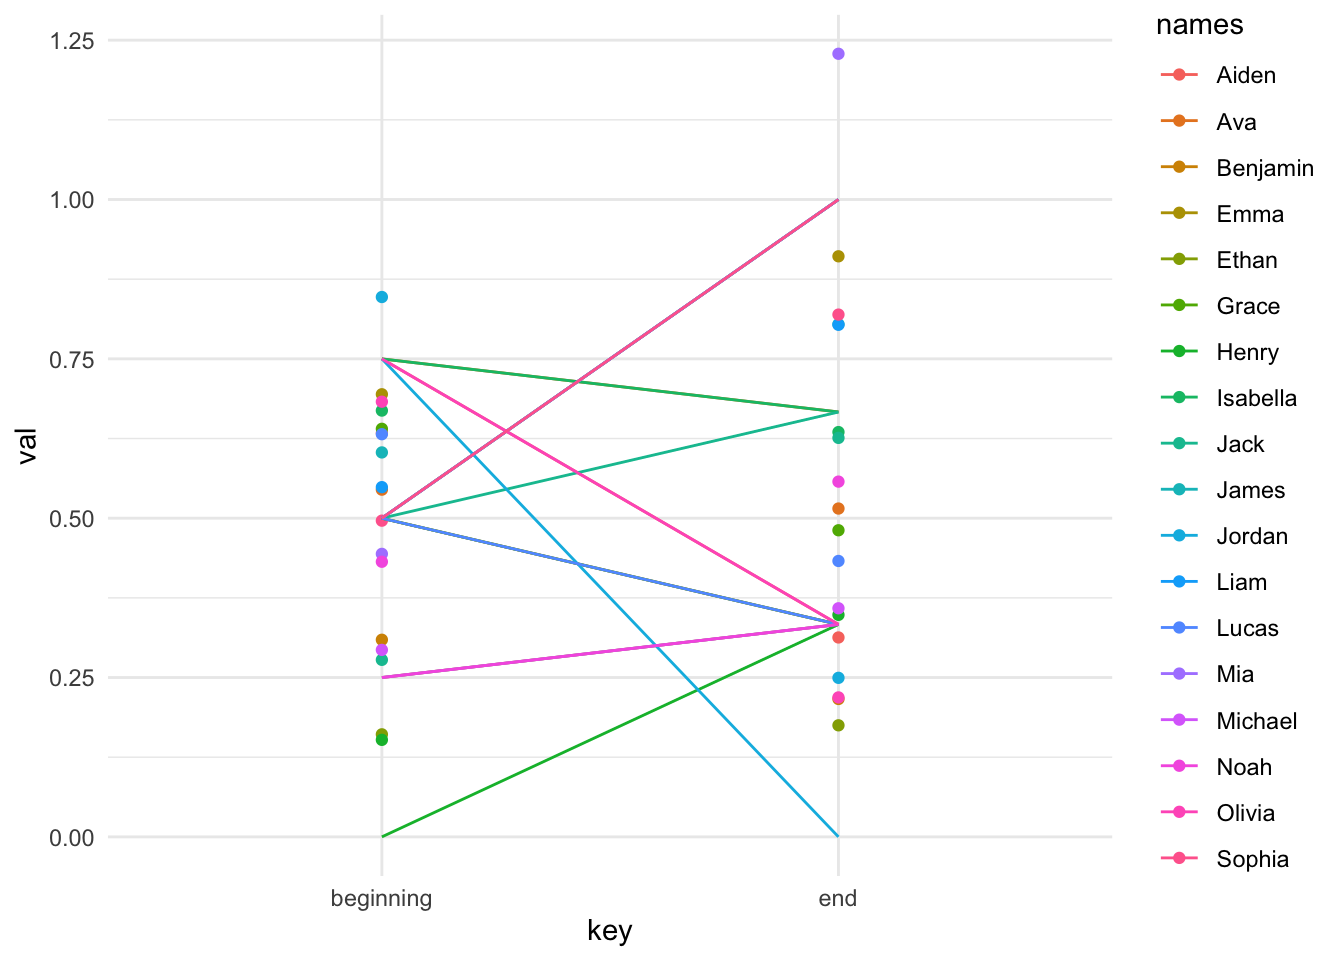 names
Aiden
Ava
Benjamin
Emma
Ethan
Grace
Henry
Isabella
Jack
James
Jordan
Liam
Lucas
Mia
Michael
Noah
Olivia
Sophia
val
1.25
1.00
0.75
0.50
0.25
0.00
beginning end
key